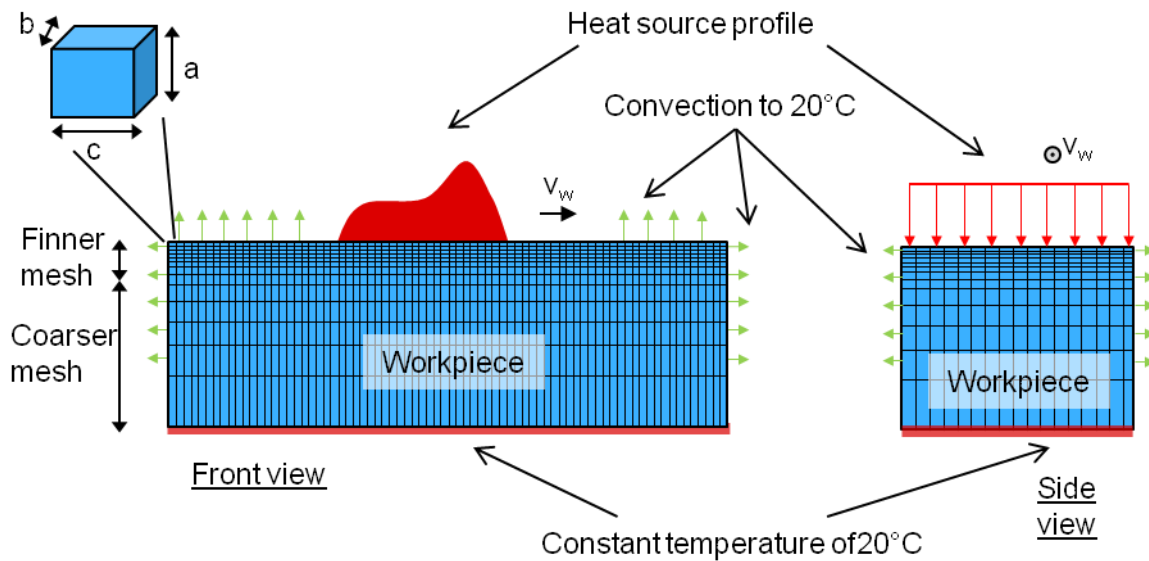 b
a
c
Heat source profile
Convection to 20°C
Vw
Vw
Finner
mesh
Coarser
mesh
Workpiece
Workpiece
Front view
Side
view
Constant temperature of20°C